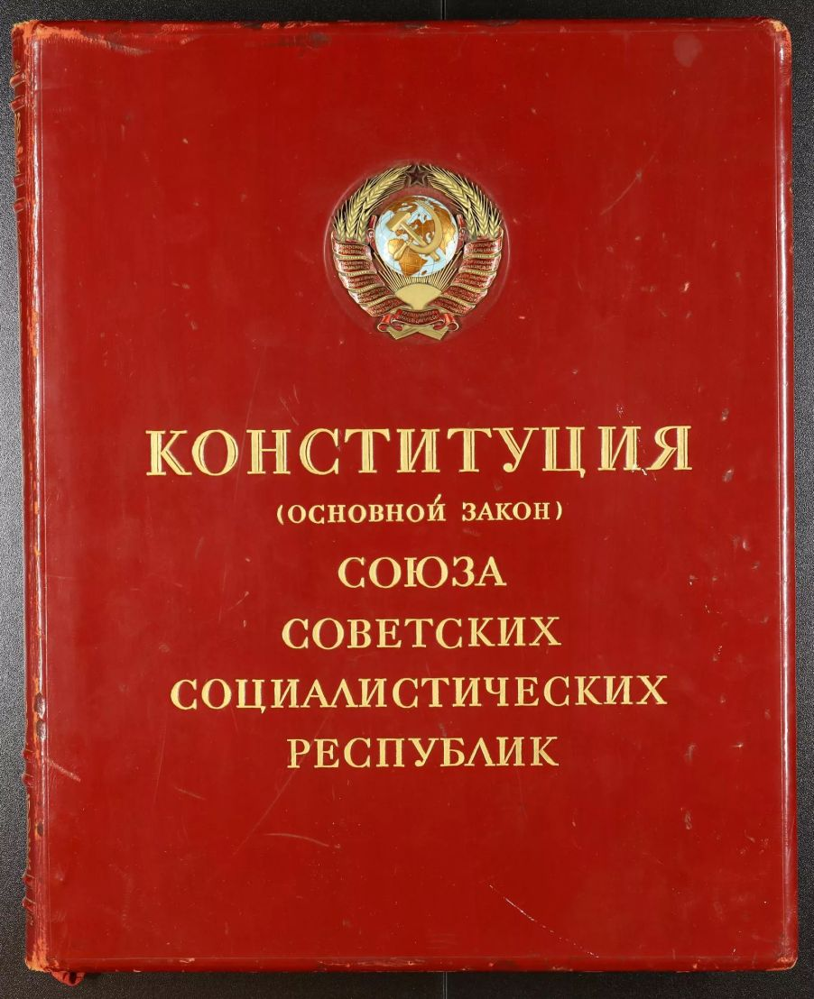 КОНСТИТУЦИЯ
(ОСНОВНОЙ ЗАКОН)
СОЮЗА
СОВЕТСКИХ
СОЦИАЛИСТИЧЕСКИХ
РЕСПУБЛИК